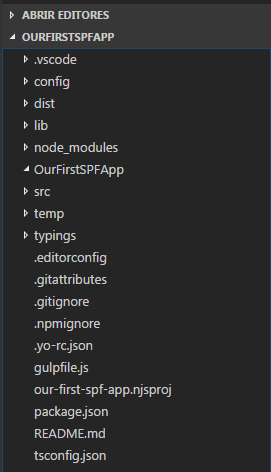 ABRIR EDITORES
OURFIRSTSPFAPP
.vscode
config
dist
lib
node_modules
OurFirstSPFApp
src
temp
typings
.editorconfig
.gitattributes
.gitignore
.npmignore
.yo-rc.json
gulpfile.js
our-first-spf-app.njsproj
package.json
README.md
tsconfig.json